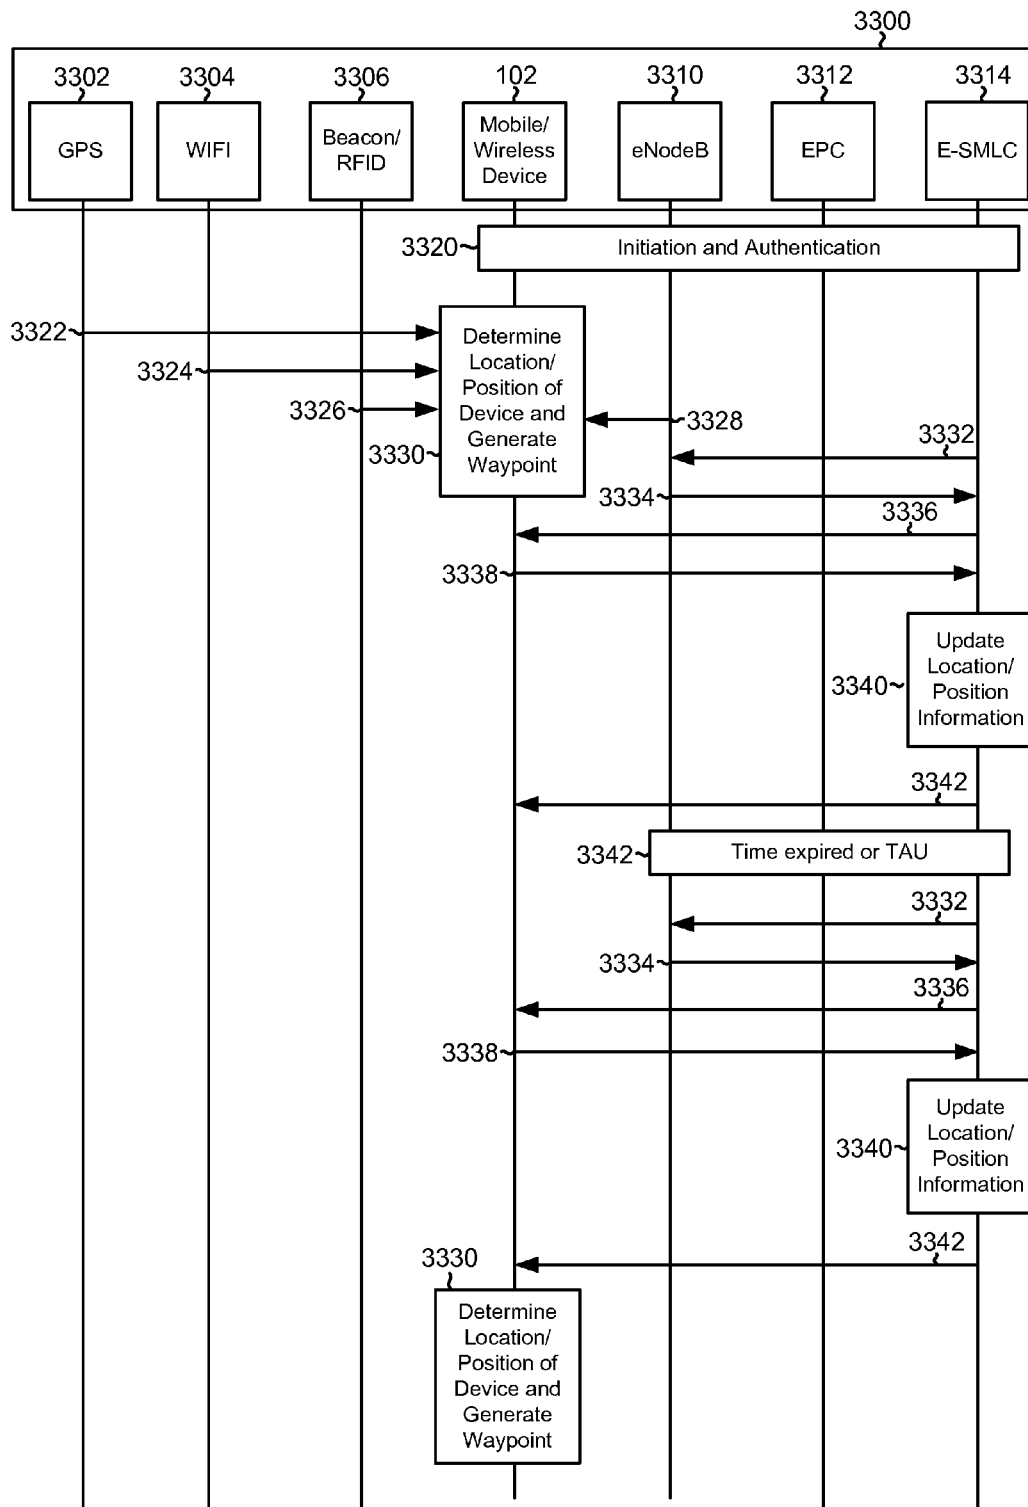 3300
3302
3304
3306
102
3310
3312
3314
GPS
WIFI
Beacon/
RFID
Mobile/
Wireless
Device
eNodeB
EPC
E-SMLC
3320
Initiation and Authentication
3322
3324
3326
3330
Determine
Location/
Position of
Device and
Generate
Waypoint
3328
3332
3334
3336
3338
3340
Update
Location/
Position
Information
3342
3342
Time expired or TAU
3332
3334
3336
3338
3340
Update
Location/
Position
Information
3342
3330
Determine
Location/
Position of
Device and
Generate
Waypoint